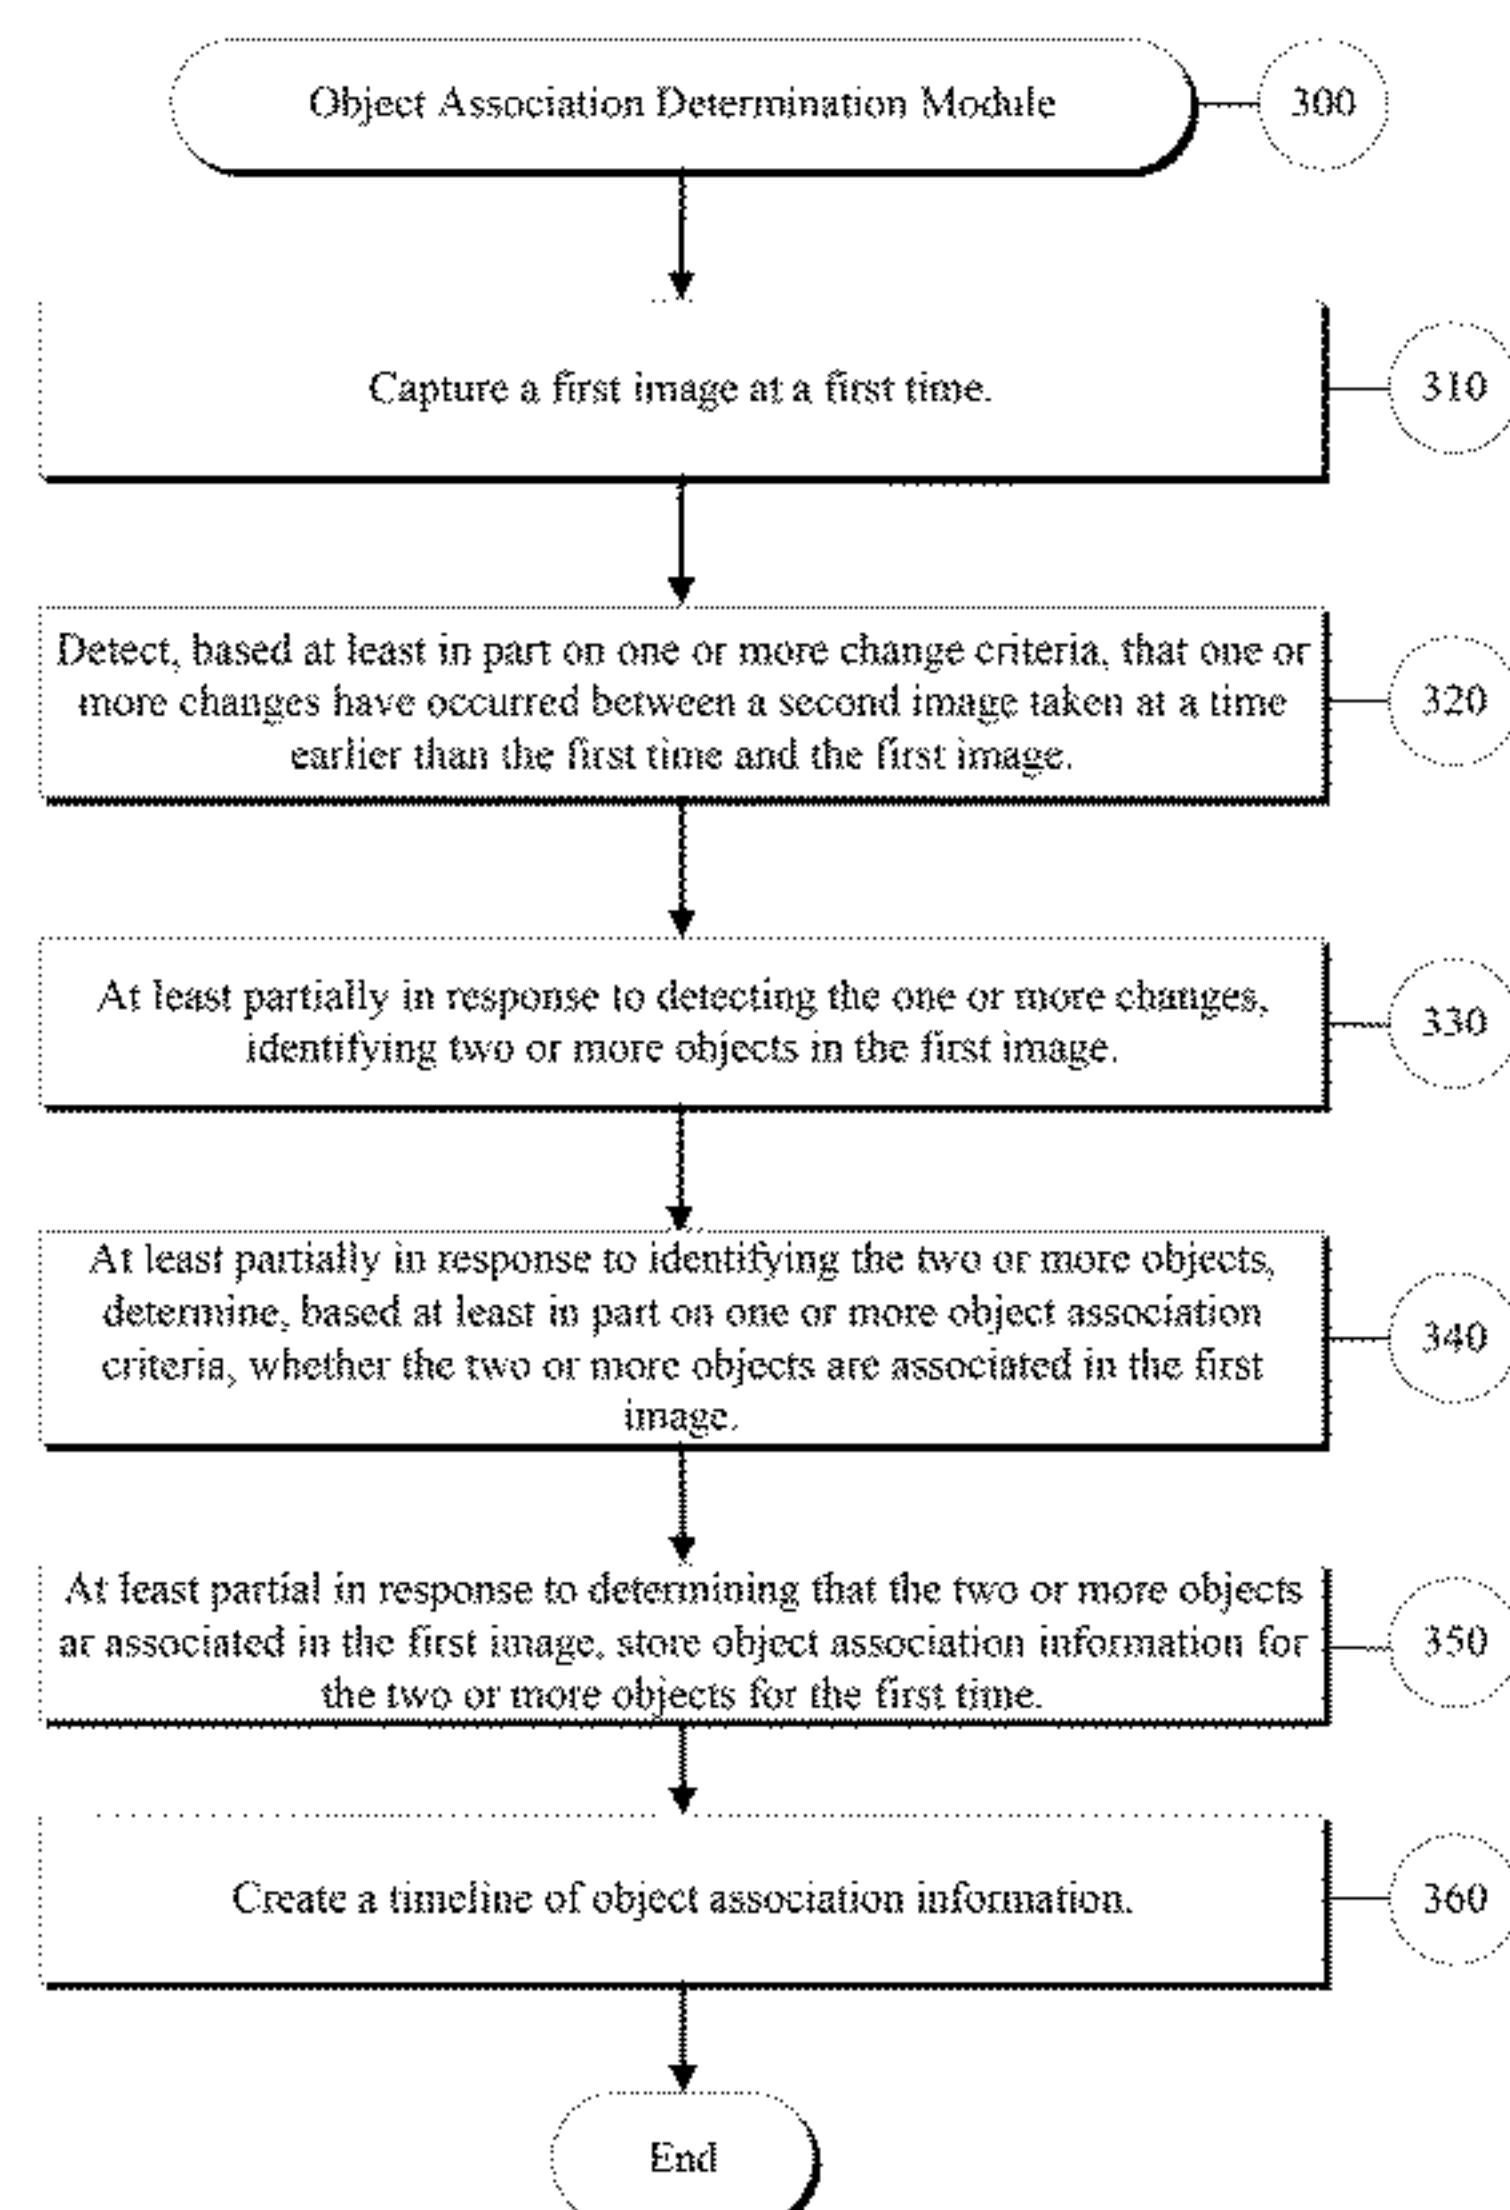 Object Association Determination Module
300
Capture a first image at a first time.
310
Detect, based at least in part on one or more change criteria, that one or
more changes have occurred between a second image taken at a time
earlier than the first time and the first image.
320
At least partially in response to detecting the one or more changes,
identifying two or more objects in the first image.
330
At least partially in response to identifying the two or more objects,
determine, based at least in part on one or more object association
criteria, whether the two or more objects are associated in the first
image.
340
At least partial in response to determining that the two or more objects
ar associated in the first image, store object association information for
the two or more objects for the first time.
350
Create a timeline of object association information.
360
End